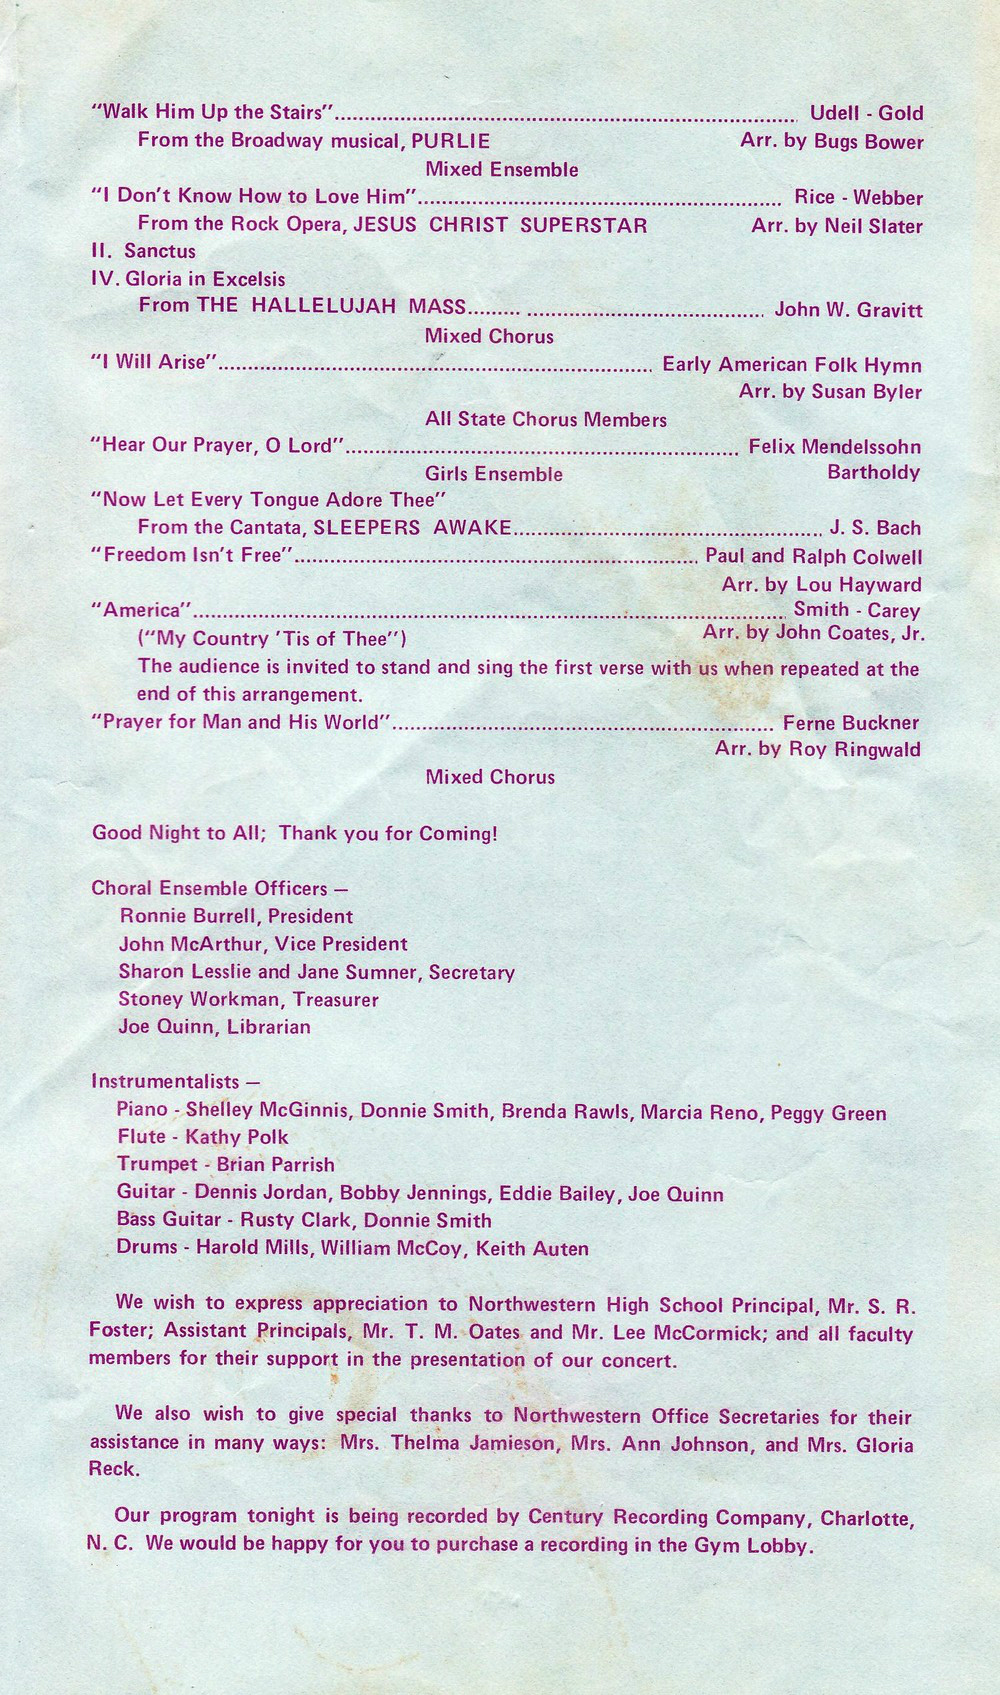 “Walk Him Up the Stairs”........................................ Udell - Gold
From the Broadway musical, PURLIE Arr. by Bugs Bower
Mixed Ensemble
“I Don’t Know How to Love Him”........................................ Rice - Webber
From the Rock Opera, JESUS CHRIST SUPERSTAR Arr. by Neil Slater
II. Sanctus
IV. Gloria in Excelsis
From THE HALLELUJAH MASS......... ........................................ John W. Gravitt
Mixed Chorus
“I Will Arise”........................................ Early American Folk Hymn
Arr. by Susan Byler
All State Chorus Members
“Hear Our Prayer, O Lord”........................................ Felix Mendelssohn
Girls Ensemble Bartholdy
“Now Let Every Tongue Adore Thee”
From the Cantata, SLEEPERS AWAKE........................................ J. S. Bach
“Freedom Isn’t Free”........................................ Paul and Ralph Colwell
Arr. by Lou Hayward
“America”........................................ Smith - Carey
(“My Country ’Tis of Thee”) Arr. by John Coates, Jr.
The audience is invited to stand and sing the first verse with us when repeated at the
end of this arrangement.
“Prayer for Man and His World”........................................ Ferne Buckner
Arr. by Roy Ringwald
Mixed Chorus
Good Night to All; Thank you for Coming!
Choral Ensemble Officers —
Ronnie Burrell, President
John McArthur, Vice President
Sharon Lesslie and Jane Sumner, Secretary
Stoney Workman, Treasurer
Joe Quinn, Librarian
Instrumentalists —
Piano - Shelley McGinnis, Donnie Smith, Brenda Rawls, Marcia Reno, Peggy Green
Flute - Kathy Polk
Trumpet - Brian Parrish
Guitar - Dennis Jordan, Bobby Jennings, Eddie Bailey, Joe Quinn
Bass Guitar - Rusty Clark, Donnie Smith
Drums - Harold Mills, William McCoy, Keith Auten
We wish to express appreciation to Northwestern High School Principal, Mr. S. R.
Foster; Assistant Principals, Mr. T. M. Oates and Mr. Lee McCormick; and all faculty
members for their support in the presentation of our concert.
We also wish to give special thanks to Northwestern Office Secretaries for their
assistance in many ways: Mrs. Thelma Jamieson, Mrs. Ann Johnson, and Mrs. Gloria
Reck.
Our program tonight is being recorded by Century Recording Company, Charlotte,
N. C. We would be happy for you to purchase a recording in the Gym Lobby.